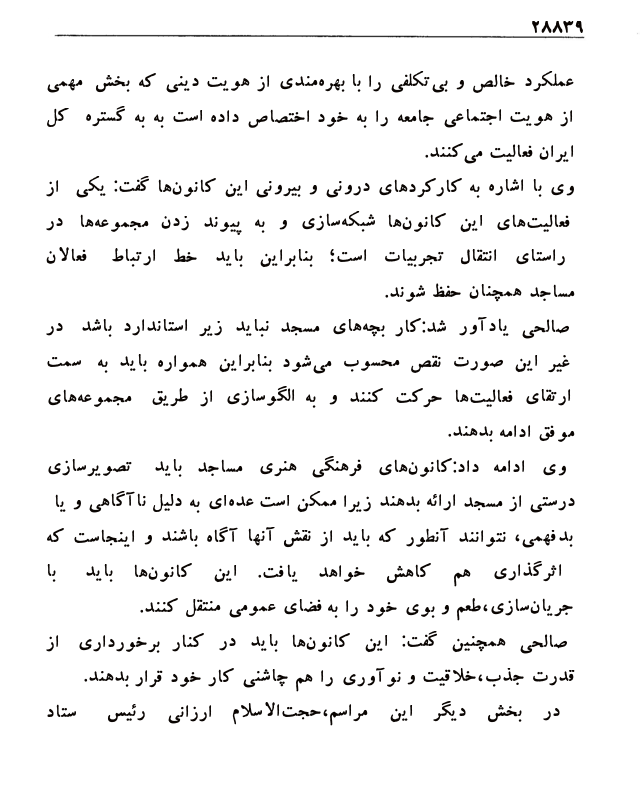 ۲۸۸۳۹
عملکرد خالص و بی‌تکلفی را با بهره‌مندی از هویت دینی که بخش مهمی
از هویت اجتماعی جامعه را به خود اختصاص داده است به به گستره کل
ایران فعالیت می‌کنند.
وی با اشاره به کارکردهای درونی و بیرونی این کانون‌ها گفت: یکی از
فعالیت‌های این کانون‌ها شبکه‌سازی و به پیوند زدن مجموعه‌ها در
راستای انتقال تجربیات است؛ بنابراین باید خط ارتباط فعالان
مساجد همچنان حفظ شوند.
صالحی یادآور شد:کار بچه‌های مسجد نباید زیر استاندارد باشد در
غیر این صورت نقص محسوب می‌شود بنابراین همواره باید به سمت
ارتقای فعالیت‌ها حرکت کنند و به الگوسازی از طریق مجموعه‌های
موفق ادامه بدهند.
وی ادامه داد:کانون‌های فرهنگی هنری مساجد باید تصویرسازی
درستی از مسجد ارائه بدهند زیرا ممکن است عده‌ای به دلیل ناآگاهی و یا
بدفهمی، نتوانند آنطور که باید از نقش آنها آگاه باشند و اینجاست که
اثرگذاری هم کاهش خواهد یافت. این کانون‌ها باید با
جریان‌سازی،طعم و بوی خود را به فضای عمومی منتقل کنند.
صالحی همچنین گفت: این کانون‌ها باید در کنار برخورداری از
قدرت جذب،خلاقیت و نوآوری را هم چاشنی کار خود قرار بدهند.
در بخش دیگر این مراسم،حجت‌الاسلام ارزانی رئیس ستاد